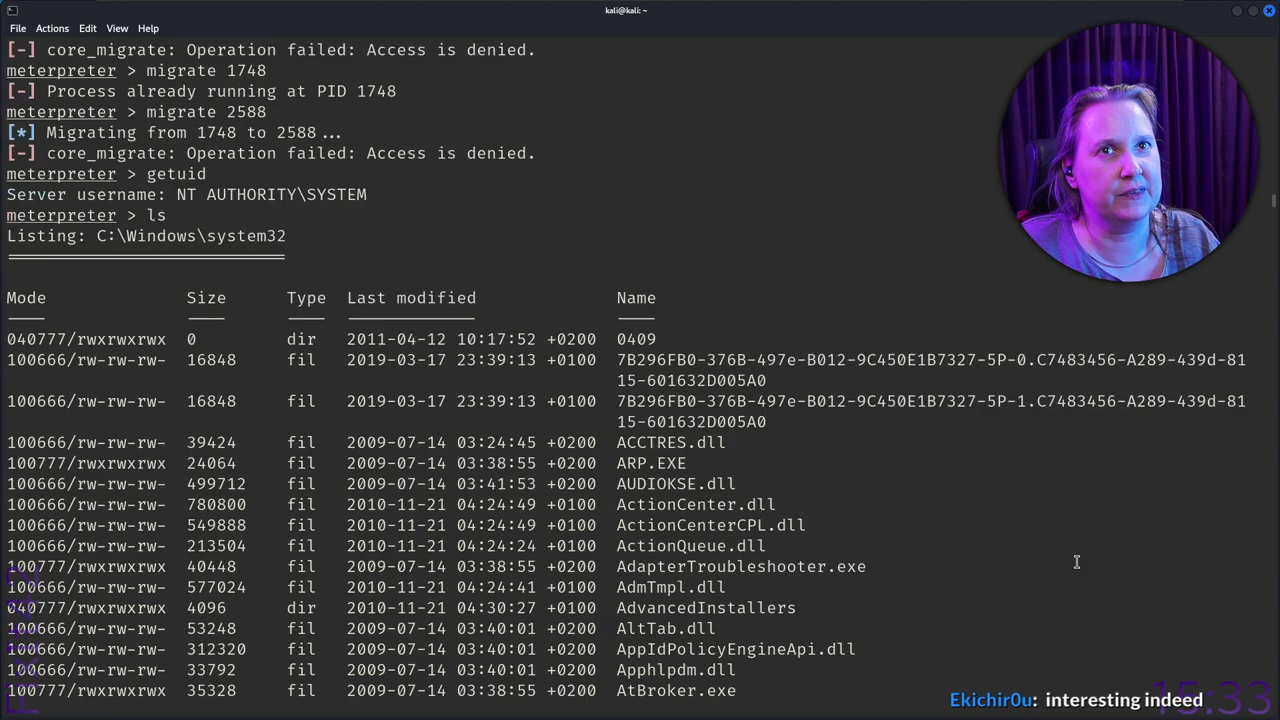 kali@kali: ~
File Actions Edit View Help
[-] core_migrate: Operation failed: Access is denied.
meterpreter > migrate 1748
[-] Process already running at PID 1748
meterpreter > migrate 2588
[*] Migrating from 1748 to 2588...
[-] core_migrate: Operation failed: Access is denied.
meterpreter > getuid
Server username: NT AUTHORITY\SYSTEM
meterpreter > ls
Listing: C:\Windows\system32
Mode Size Type Last modified Name
040777/rwxrwxrwx 0 dir 2011-04-12 10:17:52 +0200 0409
100666/rw-rw-rw- 16848 fil 2019-03-17 23:39:13 +0100 7B296FB0-376B-497e-B012-9C450E1B7327-5P-0.C7483456-A289-439d-81
15-601632D005A0
100666/rw-rw-rw- 16848 fil 2019-03-17 23:39:13 +0100 7B296FB0-376B-497e-B012-9C450E1B7327-5P-1.C7483456-A289-439d-81
15-601632D005A0
100666/rw-rw-rw- 39424 fil 2009-07-14 03:24:45 +0200 ACCTRES.dll
100777/rwxrwxrwx 24064 fil 2009-07-14 03:38:55 +0200 ARP.EXE
100666/rw-rw-rw- 499712 fil 2009-07-14 03:41:53 +0200 AUDIOKSE.dll
100666/rw-rw-rw- 780800 fil 2010-11-21 04:24:49 +0100 ActionCenter.dll
100666/rw-rw-rw- 549888 fil 2010-11-21 04:24:49 +0100 ActionCenterCPL.dll
100666/rw-rw-rw- 213504 fil 2010-11-21 04:24:24 +0100 ActionQueue.dll
100777/rwxrwxrwx 40448 fil 2009-07-14 03:38:55 +0200 AdapterTroubleshooter.exe
100666/rw-rw-rw- 577024 fil 2010-11-21 04:24:41 +0100 AdmTmpl.dll
040777/rwxrwxrwx 4096 dir 2010-11-21 04:30:27 +0100 AdvancedInstallers
100666/rw-rw-rw- 53248 fil 2009-07-14 03:40:01 +0200 AltTab.dll
100666/rw-rw-rw- 312320 fil 2009-07-14 03:40:01 +0200 AppIdPolicyEngineApi.dll
100666/rw-rw-rw- 33792 fil 2009-07-14 03:40:01 +0200 Apphlpdm.dll
100777/rwxrwxrwx 35328 fil 2009-07-14 03:38:55 +0200 AtBroker.exe
Ekichir0u: interesting indeed
15:33